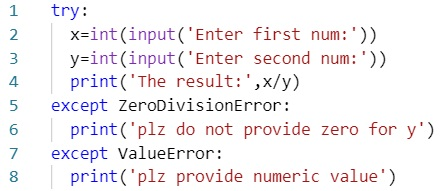 1 try:
2   x=int(input('Enter first num:'))
3   y=int(input('Enter second num:'))
4   print('The result:',x/y)
5 except ZeroDivisionError:
6   print('plz do not provide zero for y')
7 except ValueError:
8   print('plz provide numeric value')